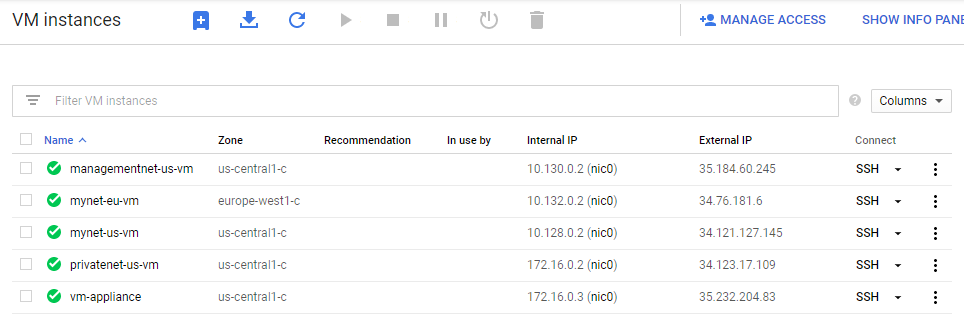 VM instances MANAGE ACCESS SHOW INFO PANE
Filter VM instances Columns
Name Zone Recommendation In use by Internal IP External IP Connect
managementnet-us-vm us-central1-c 10.130.0.2 (nic0) 35.184.60.245 SSH
mynet-eu-vm europe-west1-c 10.132.0.2 (nic0) 34.76.181.6 SSH
mynet-us-vm us-central1-c 10.128.0.2 (nic0) 34.121.127.145 SSH
privatenet-us-vm us-central1-c 172.16.0.2 (nic0) 34.123.17.109 SSH
vm-appliance us-central1-c 172.16.0.3 (nic0) 35.232.204.83 SSH